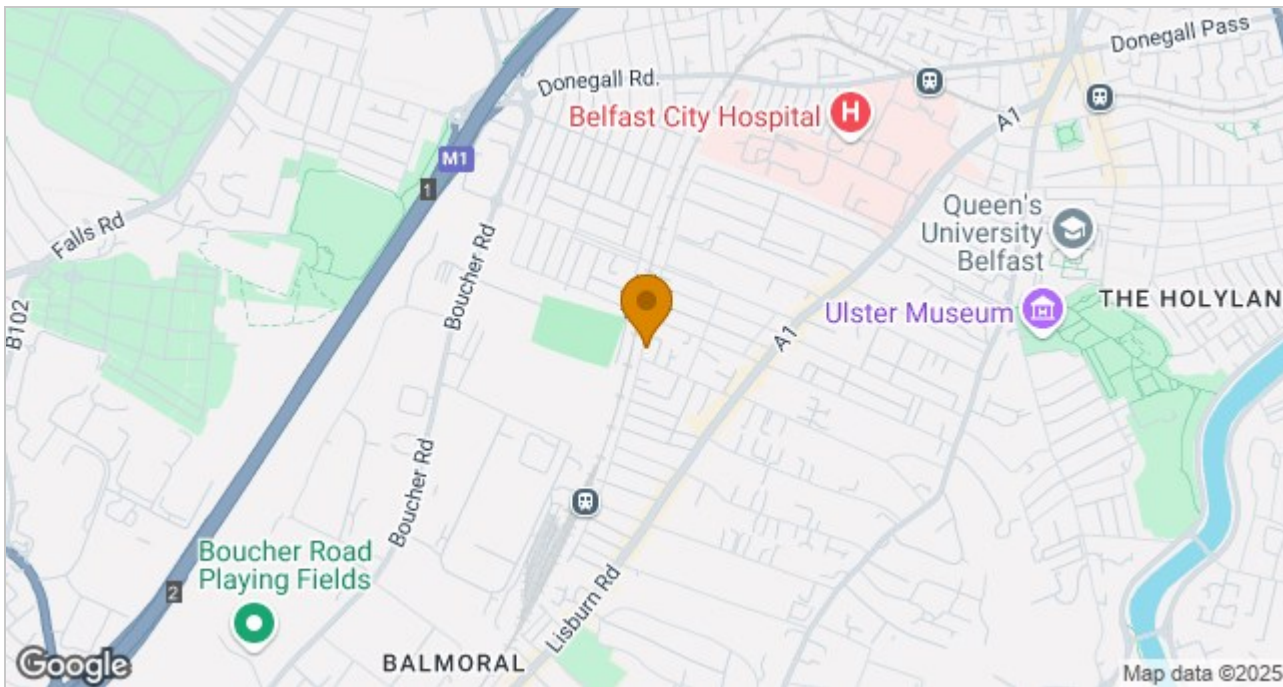 Donegall Pass
Donegall Rd.
Belfast City Hospital
H
A1
M1
1
Falls Rd
Boucher Rd
Queen's
University
Belfast
B102
Ulster Museum
THE HOLYLAN
A1
Boucher Rd
Boucher Road
Playing Fields
2
Lisburn Rd
BALMORAL
Google
Map data ©2025